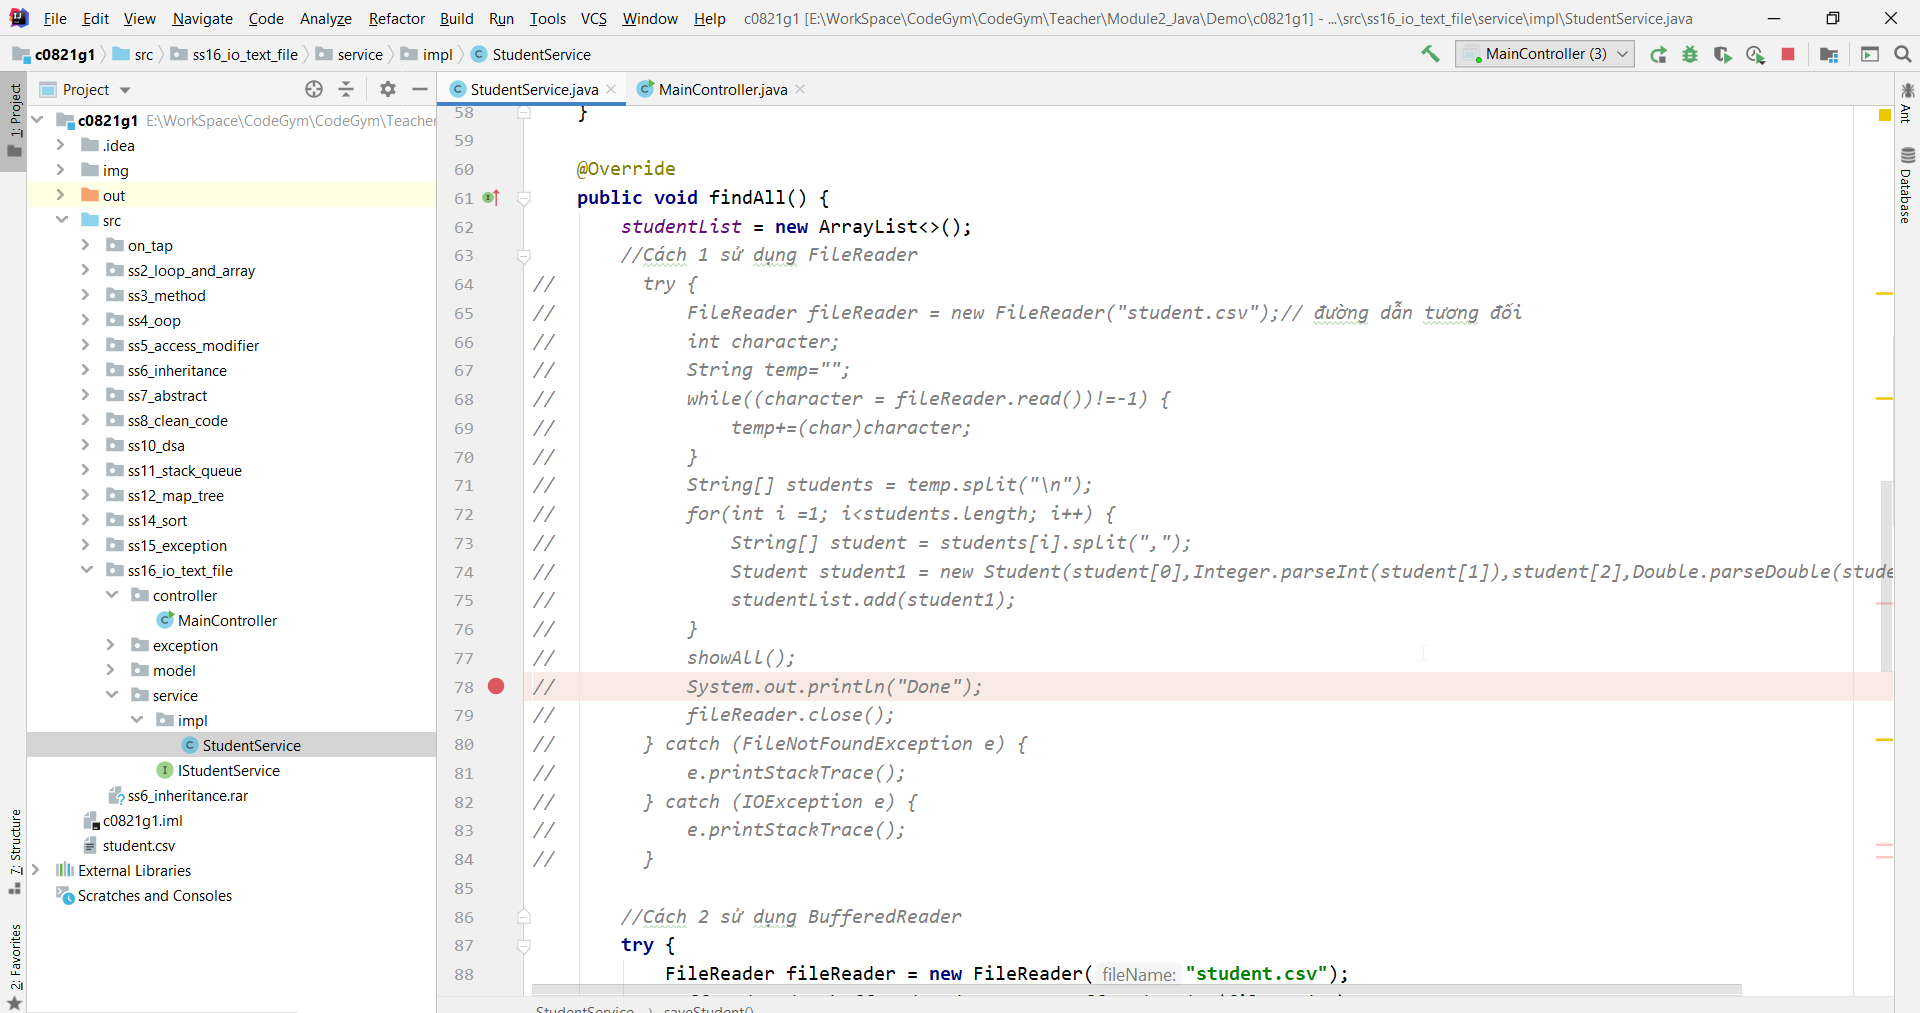 File Edit View Navigate Code Analyze Refactor Build Run Tools VCS Window Help c0821g1 [E:\WorkSpace\CodeGym\CodeGym\Teacher\Module2_Java\Demo\c0821g1] - ...\src\ss16_io_text_file\service\impl\StudentService.java
c0821g1 src ss16_io_text_file service impl StudentService MainController (3)
Project
StudentService.java MainController.java
1: Project
7: Structure
2: Favorites
Ant
Database
c0821g1 E:\WorkSpace\CodeGym\CodeGym\Teacher
.idea
img
out
src
on_tap
ss2_loop_and_array
ss3_method
ss4_oop
ss5_access_modifier
ss6_inheritance
ss7_abstract
ss8_clean_code
ss10_dsa
ss11_stack_queue
ss12_map_tree
ss14_sort
ss15_exception
ss16_io_text_file
controller
MainController
exception
model
service
impl
StudentService
IStudentService
ss6_inheritance.rar
c0821g1.iml
student.csv
External Libraries
Scratches and Consoles
58 }
59
60 @Override
61 public void findAll() {
62 studentList = new ArrayList<>();
63 //Cách 1 sử dụng FileReader
64 // try {
65 // FileReader fileReader = new FileReader("student.csv");// đường dẫn tương đối
66 // int character;
67 // String temp="";
68 // while((character = fileReader.read())!=-1) {
69 // temp+=(char)character;
70 // }
71 // String[] students = temp.split("\n");
72 // for(int i =1; i<students.length; i++) {
73 // String[] student = students[i].split(",");
74 // Student student1 = new Student(student[0],Integer.parseInt(student[1]),student[2],Double.parseDouble(stude
75 // studentList.add(student1);
76 // }
77 // showAll();
78 // System.out.println("Done");
79 // fileReader.close();
80 // } catch (FileNotFoundException e) {
81 // e.printStackTrace();
82 // } catch (IOException e) {
83 // e.printStackTrace();
84 // }
85
86 //Cách 2 sử dụng BufferedReader
87 try {
88 FileReader fileReader = new FileReader( fileName: "student.csv");
StudentService saveStudent()